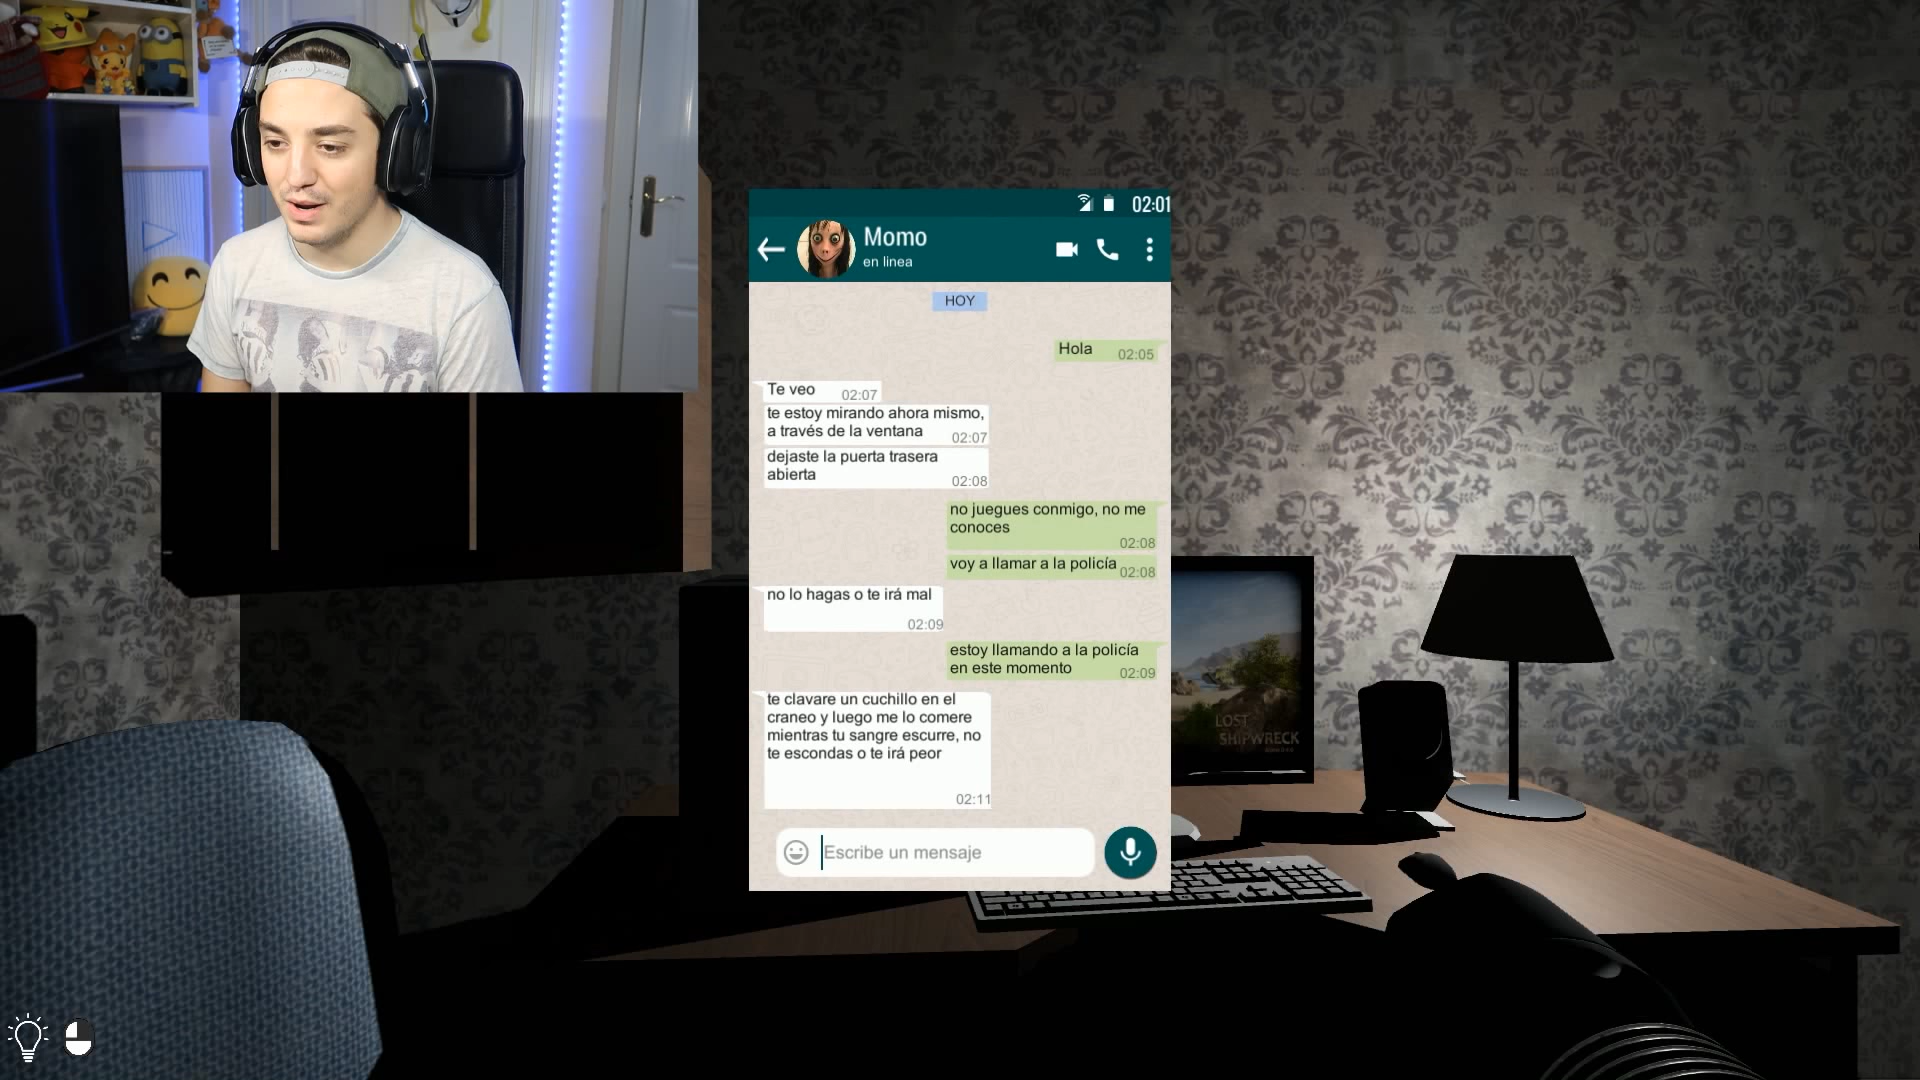 02:01
Momo
en linea
HOY
Hola 02:05
Te veo 02:07
te estoy mirando ahora mismo,
a través de la ventana 02:07
dejaste la puerta trasera
abierta 02:08
no juegues conmigo, no me
conoces
02:08
voy a llamar a la policía 02:08
no lo hagas o te irá mal
02:09
estoy llamando a la policía
en este momento 02:09
te clavare un cuchillo en el
craneo y luego me lo comere
mientras tu sangre escurre, no
te escondas o te irá peor
02:11
Escribe un mensaje
LOST
SHIPWRECK